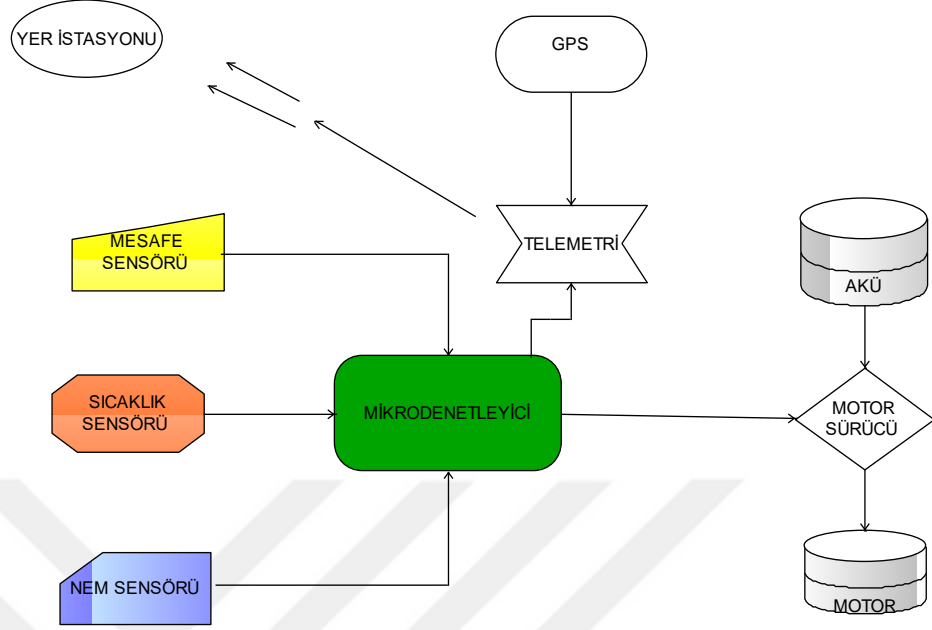 YER İSTASYONU
GPS
MESAFE
SENSÖRÜ
TELEMETRİ
AKÜ
SICAKLIK
SENSÖRÜ
MİKRODENETLEYİCİ
MOTOR
SÜRÜCÜ
NEM SENSÖRÜ
MOTOR